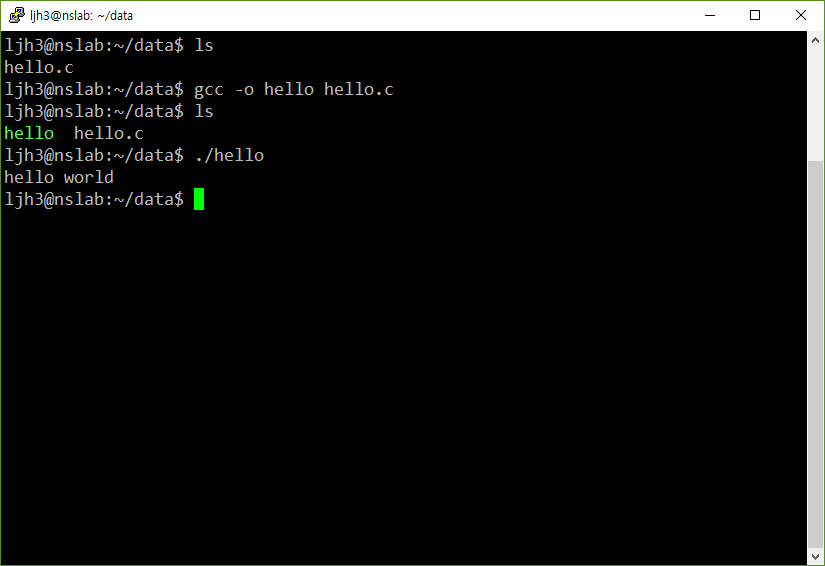 ljh3@nslab: ~/data
ljh3@nslab:~/data$ ls
hello.c
ljh3@nslab:~/data$ gcc -o hello hello.c
ljh3@nslab:~/data$ ls
hello  hello.c
ljh3@nslab:~/data$ ./hello
hello world
ljh3@nslab:~/data$